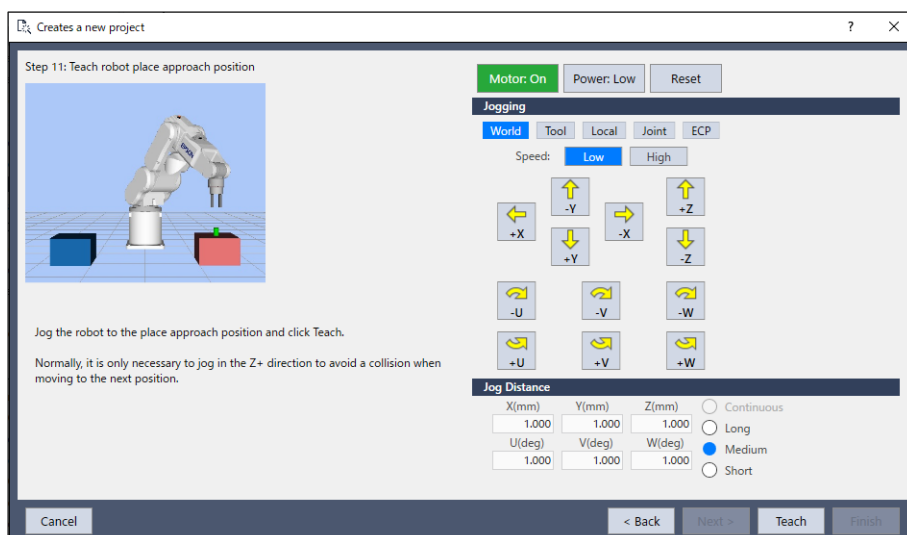 Creates a new project
?
Step 11: Teach robot place approach position
EPSON
Jog the robot to the place approach position and click Teach.
Normally, it is only necessary to jog in the Z+ direction to avoid a collision when
moving to the next position.
Motor: On Power: Low Reset
Jogging
World Tool Local Joint ECP
Speed: Low High
-Y +Z
+X -X
+Y -Z
-U -V -W
+U +V +W
Jog Distance
X(mm) Y(mm) Z(mm) Continuous
1.000 1.000 1.000 Long
U(deg) V(deg) W(deg) Medium
1.000 1.000 1.000 Short
Cancel < Back Next > Teach Finish